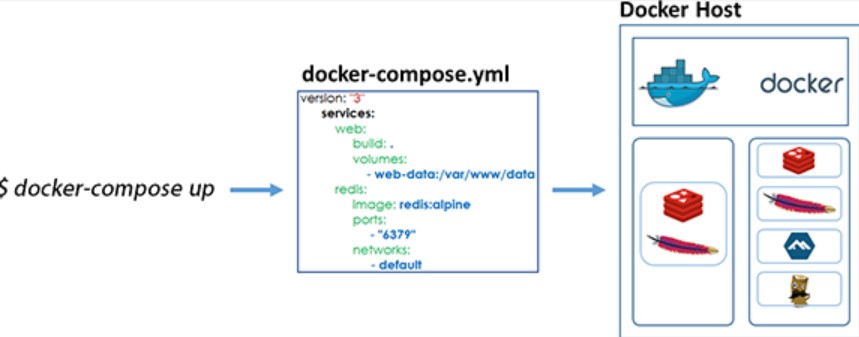 Docker Host
docker
docker-compose.yml
version: "3"
services:
web:
build: .
volumes:
- web-data:/var/www/data
redis:
image: redis:alpine
ports:
- "6379"
networks:
- default
$ docker-compose up